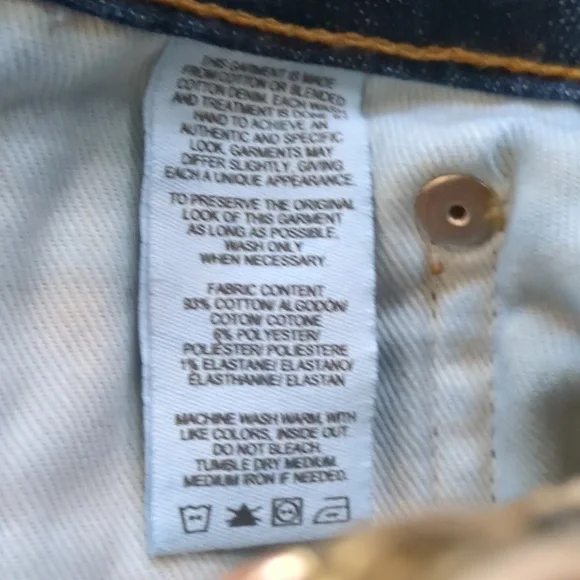 THIS GARMENT IS MADE
FROM COTTON OR BLENDED
COTTON DENIM. EACH WASH
AND TREATMENT IS DONE BY
HAND TO ACHIEVE AN
AUTHENTIC AND SPECIFIC
LOOK. GARMENTS MAY
DIFFER SLIGHTLY, GIVING
EACH A UNIQUE APPEARANCE.
TO PRESERVE THE ORIGINAL
LOOK OF THIS GARMENT
AS LONG AS POSSIBLE,
WASH ONLY
WHEN NECESSARY.
FABRIC CONTENT
93% COTTON/ ALGODÓN/
COTON/ COTONE
6% POLYESTER/
POLIÉSTER/ POLIESTERE
1% ELASTANE/ ELASTANO/
ÉLASTHANNE/ ELASTAN
MACHINE WASH WARM, WITH
LIKE COLORS, INSIDE OUT.
DO NOT BLEACH.
TUMBLE DRY MEDIUM.
MEDIUM IRON IF NEEDED.